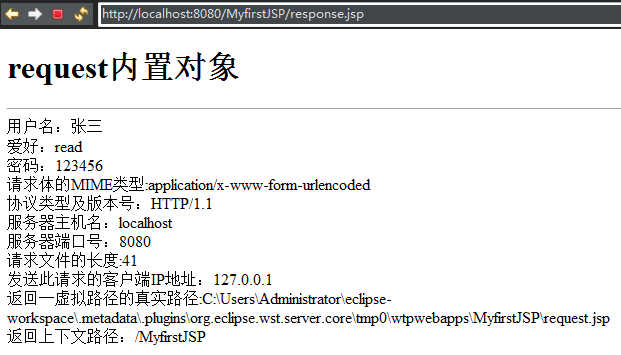 http://localhost:8080/MyfirstJSP/response.jsp
request内置对象
用户名：张三
爱好：read
密码：123456
请求体的MIME类型:application/x-www-form-urlencoded
协议类型及版本号：HTTP/1.1
服务器主机名：localhost
服务器端口号：8080
请求文件的长度:41
发送此请求的客户端IP地址：127.0.0.1
返回一虚拟路径的真实路径:C:\Users\Administrator\eclipse-
workspace\.metadata\.plugins\org.eclipse.wst.server.core\tmp0\wtpwebapps\MyfirstJSP\request.jsp
返回上下文路径：/MyfirstJSP